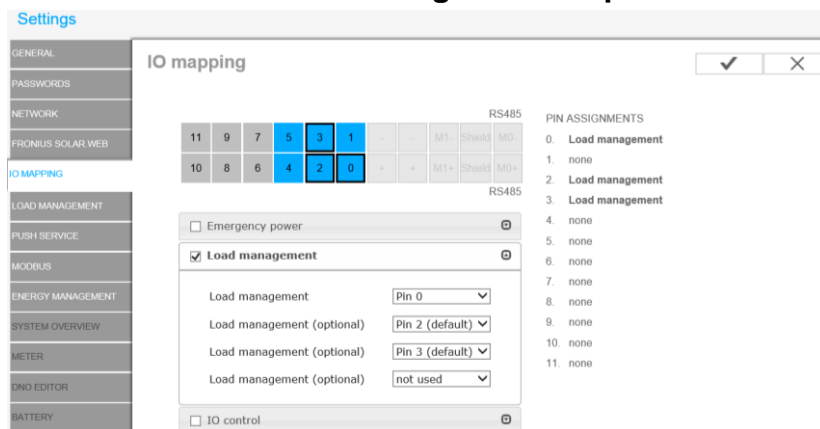 Settings
GENERAL
PASSWORDS
NETWORK
FRONIUS SOLAR.WEB
IO MAPPING
LOAD MANAGEMENT
PUSH SERVICE
MODBUS
ENERGY MANAGEMENT
SYSTEM OVERVIEW
METER
DNO EDITOR
BATTERY
IO mapping
RS485
11 9 7 5 3 1 - - M1- Shield M0-
10 8 6 4 2 0 + + M1+ Shield M0+
RS485
Emergency power
Load management
Load management Pin 0
Load management (optional) Pin 2 (default)
Load management (optional) Pin 3 (default)
Load management (optional) not used
IO control
PIN ASSIGNMENTS
0. Load management
1. none
2. Load management
3. Load management
4. none
5. none
6. none
7. none
8. none
9. none
10. none
11. none